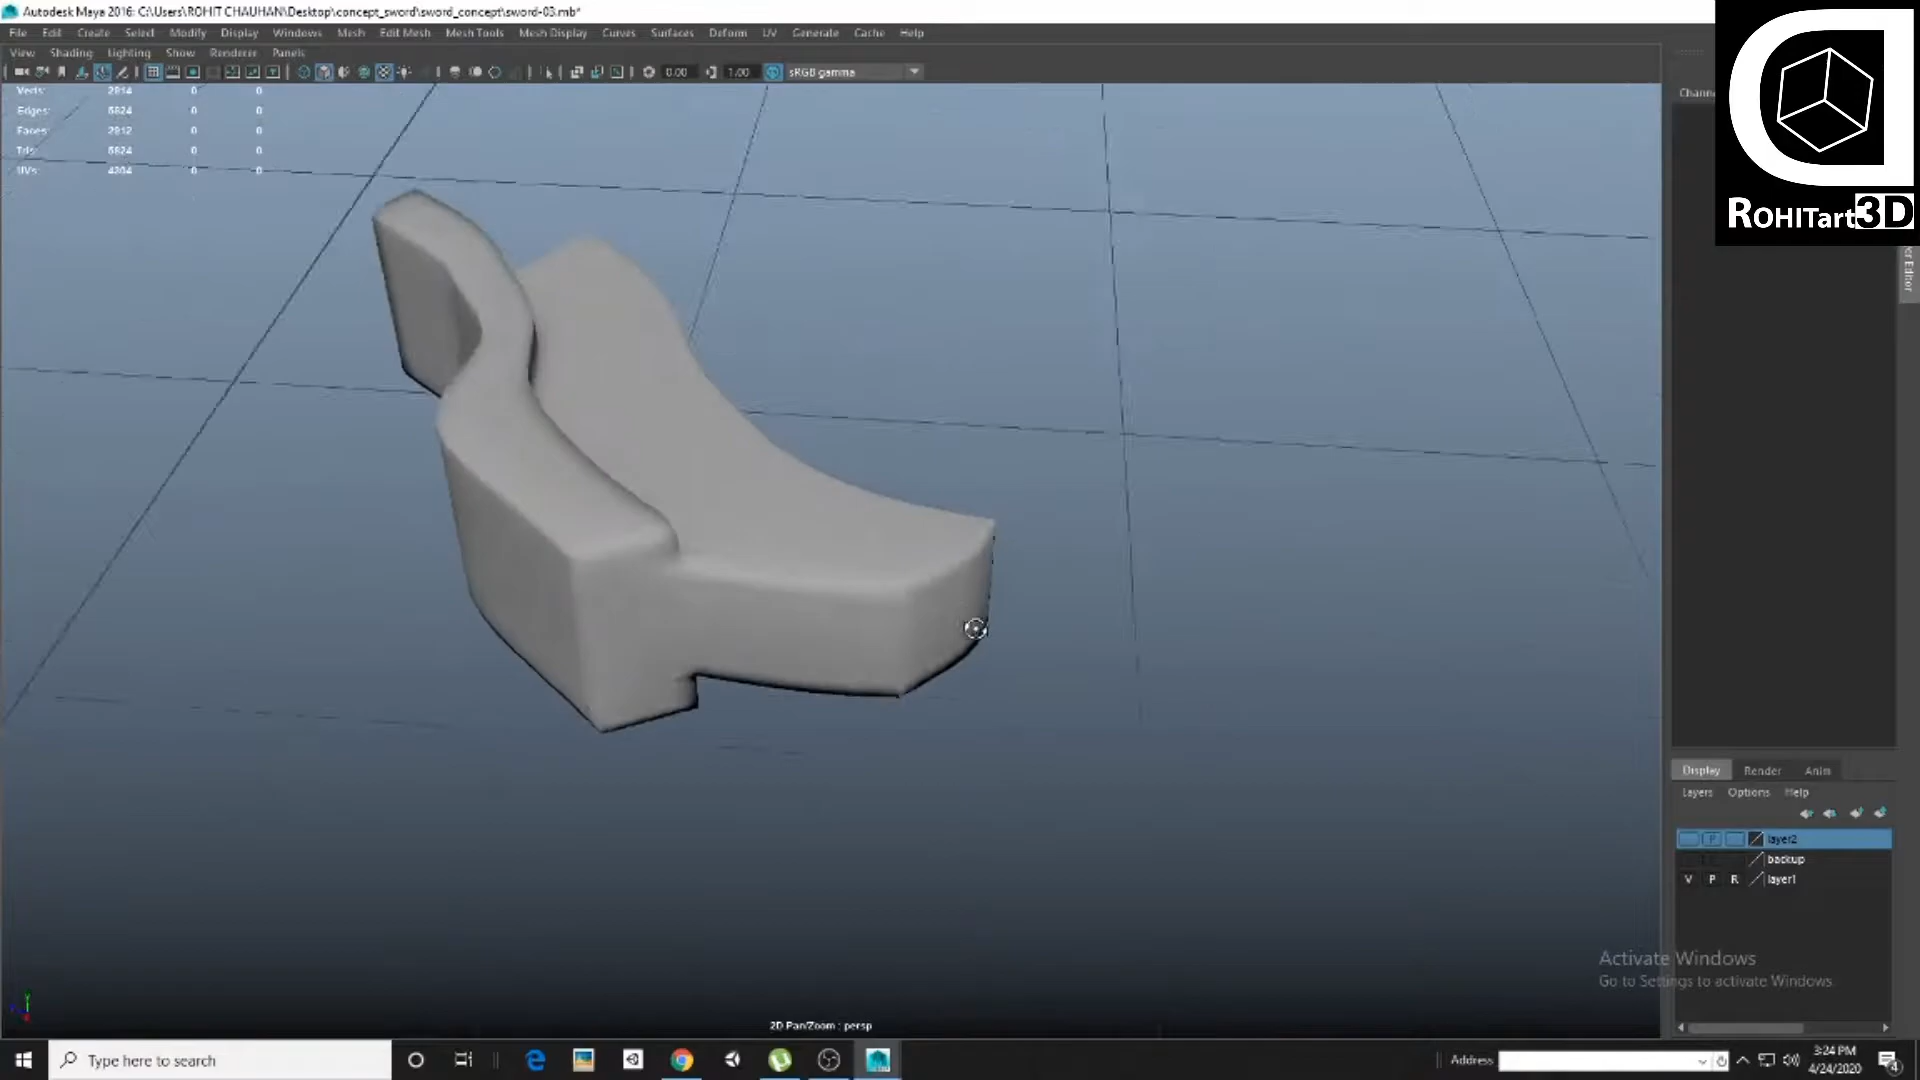 Autodesk Maya 2016: C:\Users\ROHIT CHAUHAN\Desktop\concept_sword\sword_concept\sword-03.mb*
File Edit Create Select Modify Display Windows Mesh Edit Mesh Mesh Tools Mesh Display Curves Surfaces Deform UV Generate Cache Help
View Shading Lighting Show Renderer Panels
0.00 1.00 sRGB gamma
Verts: 2914 0 0
Edges: 5824 0 0
Faces: 2912 0 0
Tris: 5824 0 0
UVs: 4204 0 0
Chann
ROHITart3D
er Editor
Display Render Anim
Layers Options Help
P layer2
backup
V P R layer1
Activate Windows
Go to Settings to activate Windows.
2D Pan/Zoom : persp
Type here to search
Address
3:24 PM
4/24/2020
4